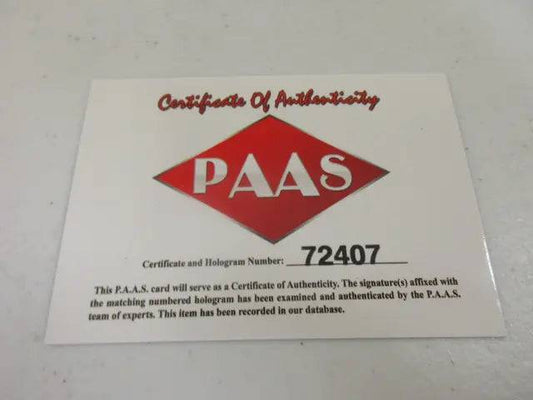 Certificate Of Authenticity
PAAS
Certificate and Hologram Number: 72407
This P.A.A.S. card will serve as a Certificate of Authenticity. The signature(s) affixed with
the matching numbered hologram has been examined and authenticated by the P.A.A.S.
team of experts. This item has been recorded in our database.